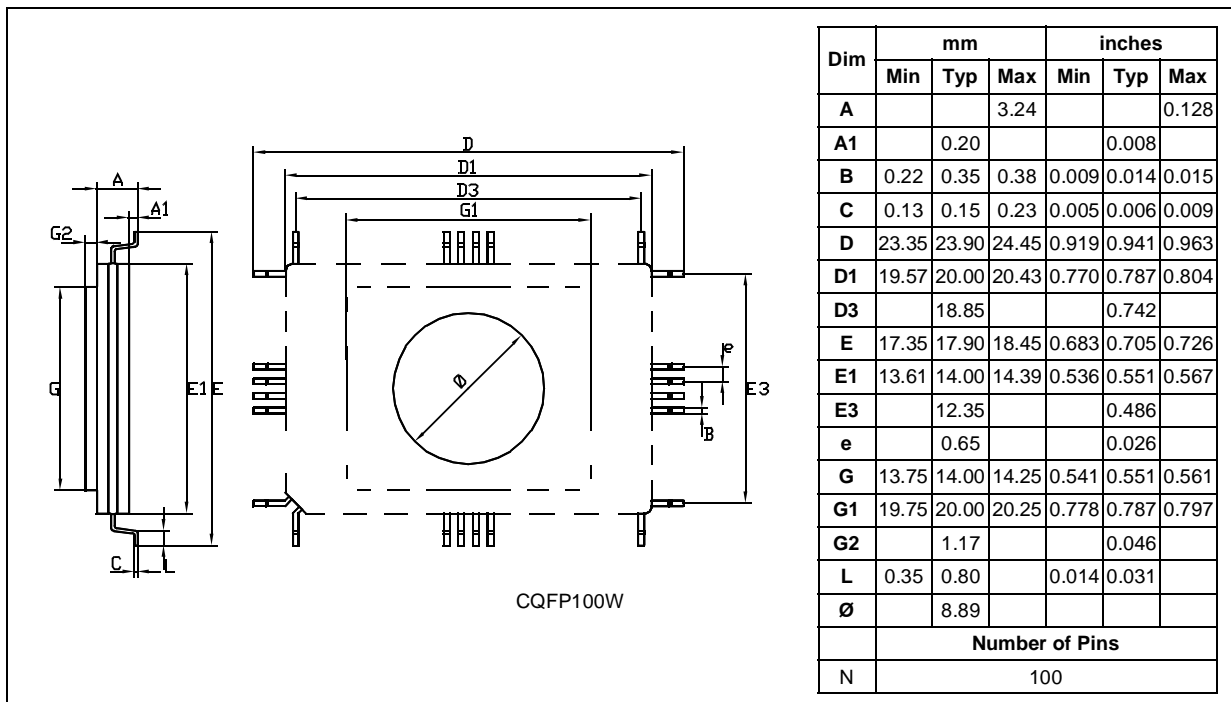 D
D1
D3
G1
A
A1
G2
G
E1
E
C
L
Ø
e
B
E3
CQFP100W
Dim mm inches
Min Typ Max Min Typ Max
A 3.24 0.128
A1 0.20 0.008
B 0.22 0.35 0.38 0.009 0.014 0.015
C 0.13 0.15 0.23 0.005 0.006 0.009
D 23.35 23.90 24.45 0.919 0.941 0.963
D1 19.57 20.00 20.43 0.770 0.787 0.804
D3 18.85 0.742
E 17.35 17.90 18.45 0.683 0.705 0.726
E1 13.61 14.00 14.39 0.536 0.551 0.567
E3 12.35 0.486
e 0.65 0.026
G 13.75 14.00 14.25 0.541 0.551 0.561
G1 19.75 20.00 20.25 0.778 0.787 0.797
G2 1.17 0.046
L 0.35 0.80 0.014 0.031
Ø 8.89
Number of Pins
N 100